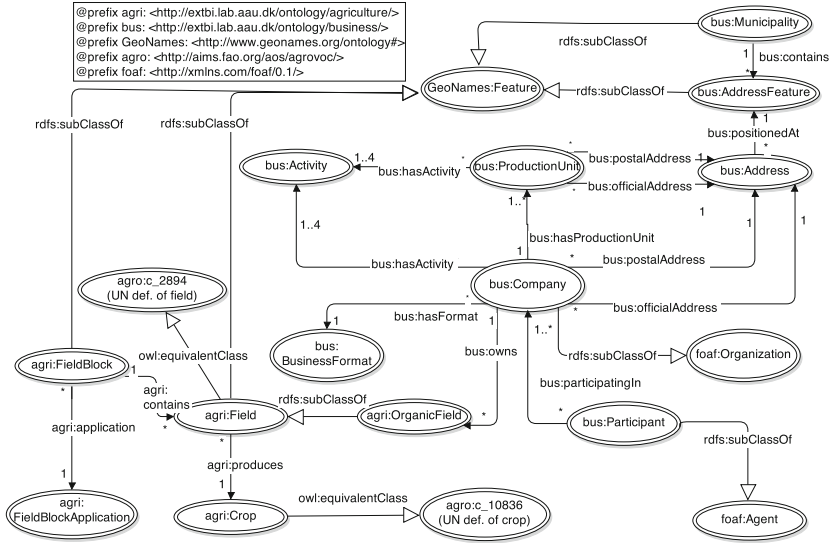 @prefix agri: <http://extbi.lab.aau.dk/ontology/agriculture/>
@prefix bus: <http://extbi.lab.aau.dk/ontology/business/>
@prefix GeoNames: <http://www.geonames.org/ontology#>
@prefix agro: <http://aims.fao.org/aos/agrovoc/>
@prefix foaf: <http://xmlns.com/foaf/0.1/>
bus:Municipality
rdfs:subClassOf
1
bus:contains
*
GeoNames:Feature
rdfs:subClassOf
bus:AddressFeature
rdfs:subClassOf
rdfs:subClassOf
1
bus:positionedAt
*
bus:Activity
1..4
bus:hasActivity
*
bus:ProductionUnit
*
bus:postalAddress
1
*
bus:officialAddress
1
bus:Address
1..*
1..4
1
1
bus:hasProductionUnit
1
bus:hasActivity
*
bus:postalAddress
agro:c_2894
(UN def. of field)
bus:Company
*
bus:hasFormat
1
*
bus:officialAddress
1
bus:
BusinessFormat
1
bus:owns
*
1..*
rdfs:subClassOf
foaf:Organization
owl:equivalentClass
agri:FieldBlock
1
agri:
contains
*
*
agri:application
1
agri:Field
rdfs:subClassOf
agri:OrganicField
bus:participatingIn
*
bus:Participant
rdfs:subClassOf
*
agri:produces
1
agri:
FieldBlockApplication
agri:Crop
owl:equivalentClass
agro:c_10836
(UN def. of crop)
foaf:Agent